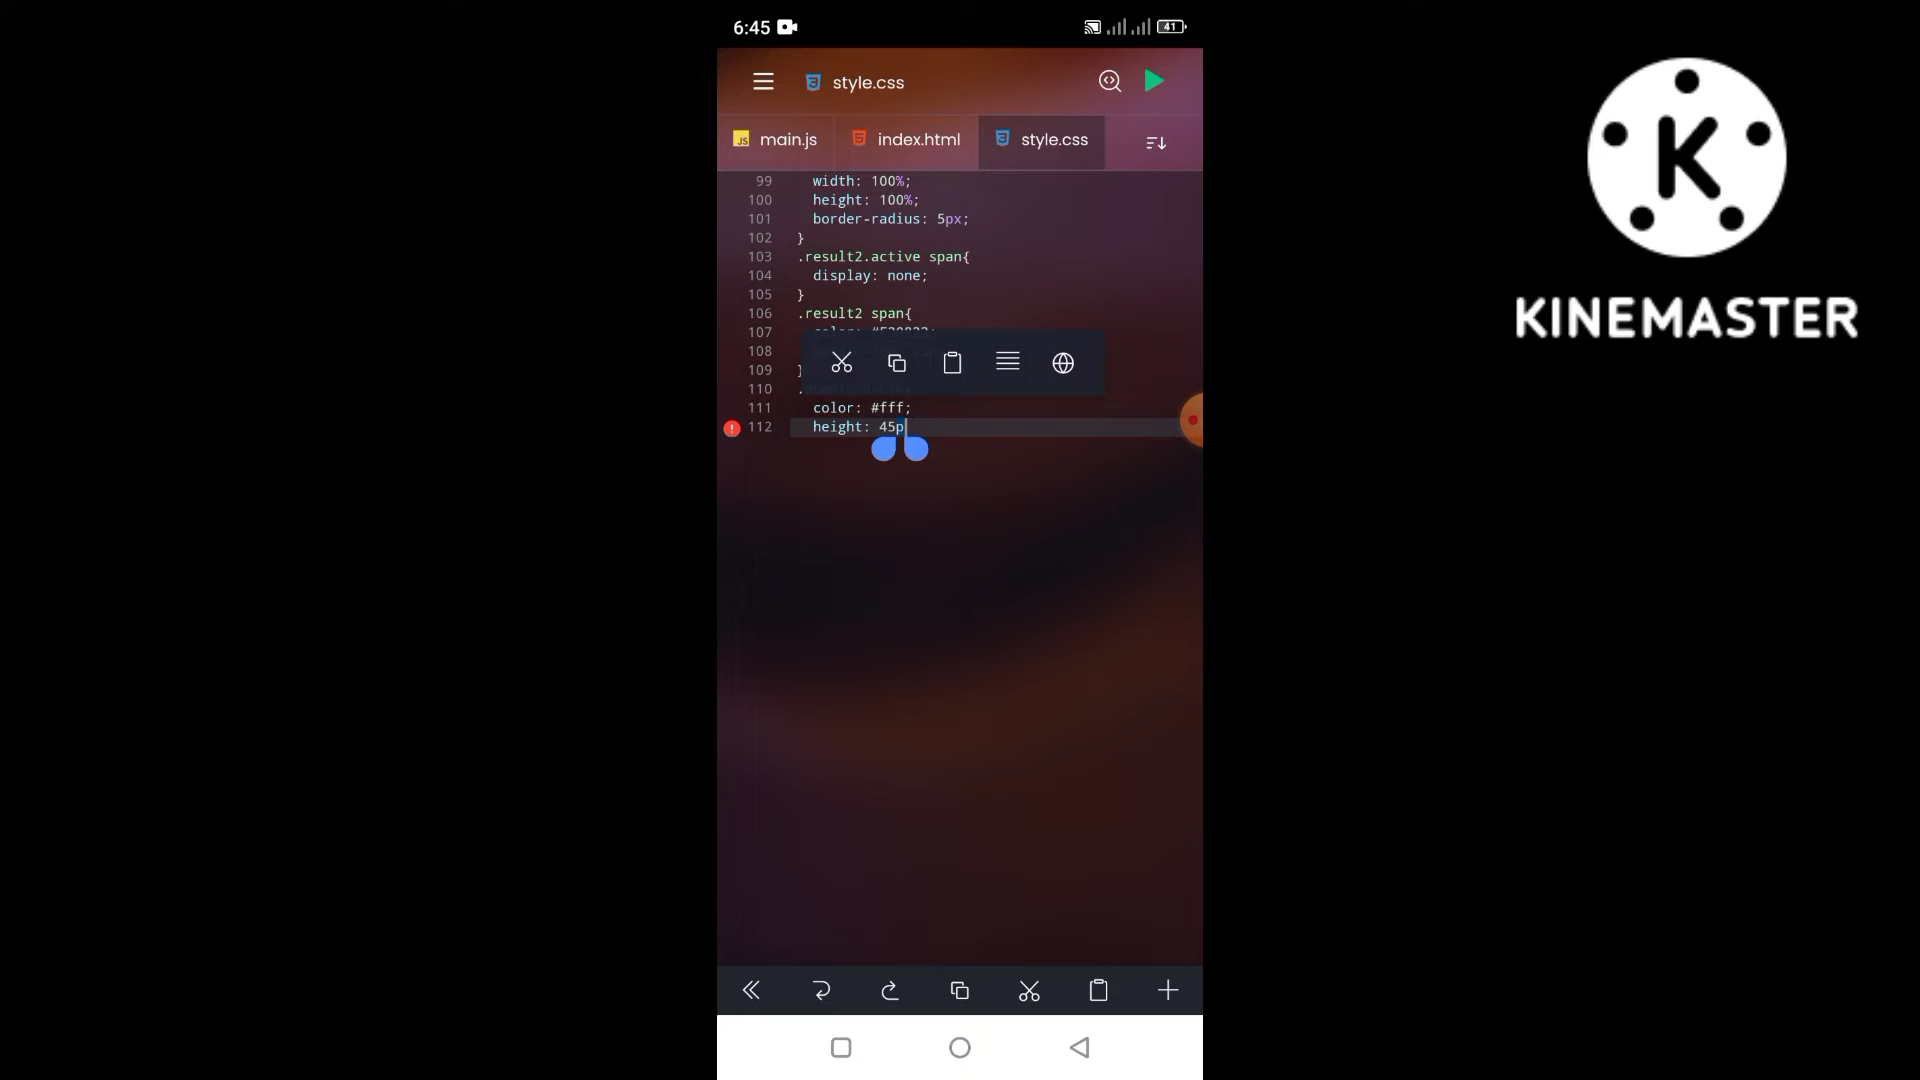 6:45
41
style.css
KINEMASTER
main.js
index.html
style.css
99 width: 100%;
100 height: 100%;
101 border-radius: 5px;
102 }
103 .result2.active span{
104 display: none;
105 }
106 .result2 span{
107
108
109 }
110 .
111 color: #fff;
112 height: 45p